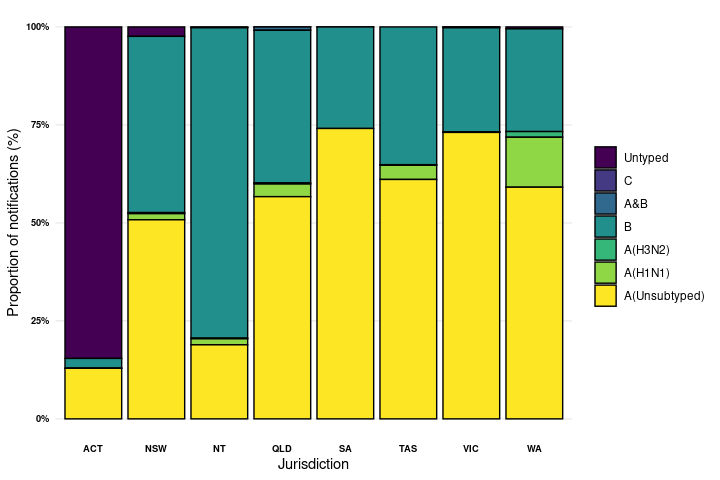 100%
75%
50%
25%
0%
Proportion of notifications (%)
ACT NSW NT QLD SA TAS VIC WA
Jurisdiction
Untyped
C
A&B
B
A(H3N2)
A(H1N1)
A(Unsubtyped)